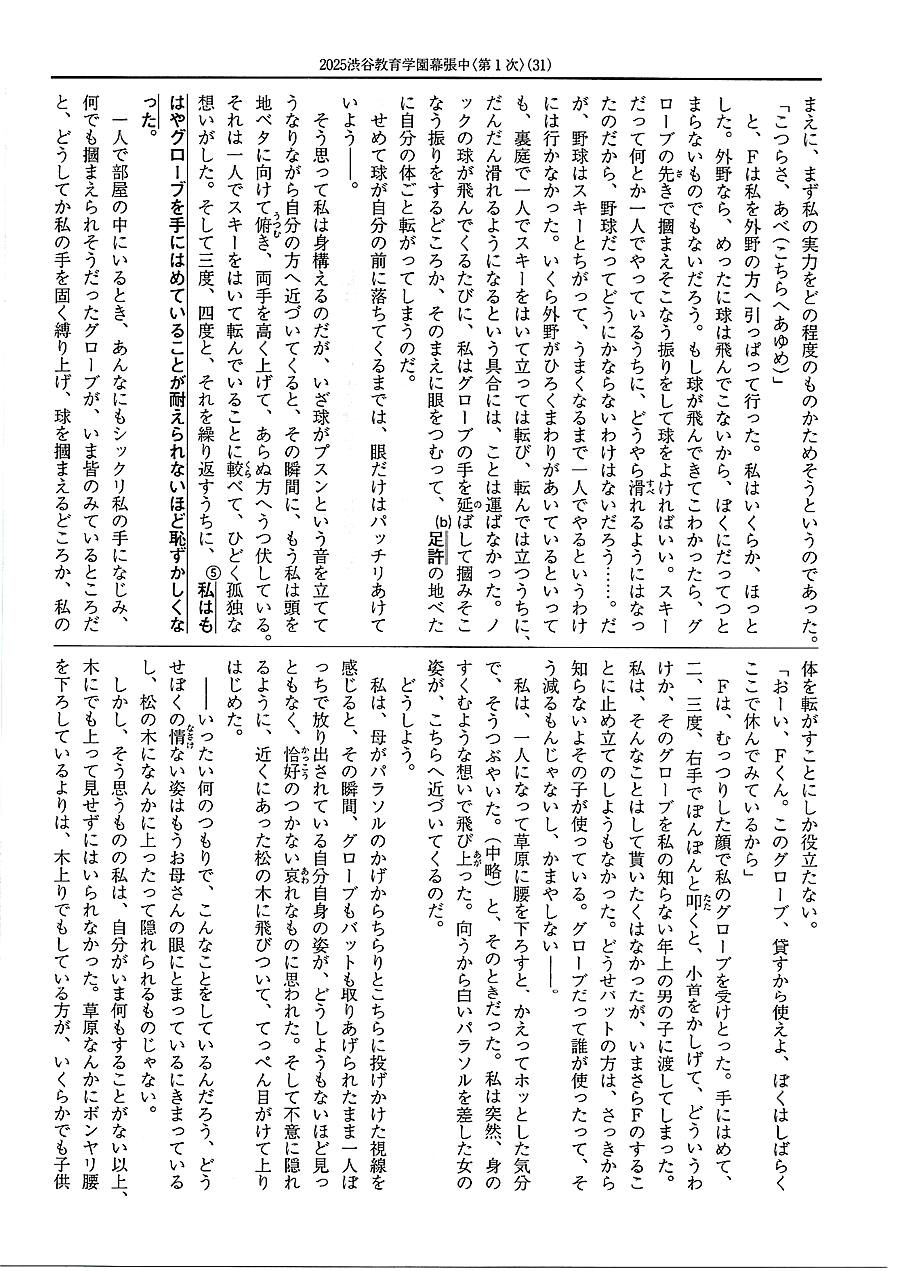 2025渋谷教育学園幕張中〈第1次〉(31)
まえに、まず私の実力をどの程度のものかためそうというのであった。
「こつらさ、あべ(こちらへあゆめ)」
と、Fは私を外野の方へ引っぱって行った。私はいくらか、ほっと
した。外野なら、めったに球は飛んでこないから、ぼくにだってつと
まらないものでもないだろう。もし球が飛んできてこわかったら、グ
ローブの先きで摑まえそこなう振りをして球をよければいい。スキー
だって何とか一人でやっているうちに、どうやら滑れるようにはなっ
たのだから、野球だってどうにかならないわけはないだろう……。だ
が、野球はスキーとちがって、うまくなるまで一人でやるというわけ
には行かなかった。いくら外野がひろくまわりがあいているといって
も、裏庭で一人でスキーをはいて立っては転び、転んでは立つうちに、
だんだん滑れるようになるという具合には、ことは運ばなかった。ノ
ックの球が飛んでくるたびに、私はグローブの手を延ばして摑みそこ
なう振りをするどころか、そのまえに眼をつむって、(b)足許の地べた
に自分の体ごと転がってしまうのだ。
せめて球が自分の前に落ちてくるまでは、眼だけはパッチリあけて
いよう――。
そう思って私は身構えるのだが、いざ球がプスンという音を立てて
うなりながら自分の方へ近づいてくると、その瞬間に、もう私は頭を
地ベタに向けて俯き、両手を高く上げて、あらぬ方へうつ伏している。
それは一人でスキーをはいて転んでいることに較べて、ひどく孤独な
想いがした。そして三度、四度と、それを繰り返すうちに、⑤私はも
はやグローブを手にはめていることが耐えられないほど恥ずかしくな
った。
一人で部屋の中にいるとき、あんなにもシックリ私の手になじみ、
何でも摑まえられそうだったグローブが、いま皆のみているところだ
と、どうしてか私の手を固く縛り上げ、球を摑まえるどころか、私の
体を転がすことにしか役立たない。
「おーい、Fくん。このグローブ、貸すから使えよ、ぼくはしばらく
ここで休んでみているから」
Fは、むっつりした顔で私のグローブを受けとった。手にはめて、
二、三度、右手でぽんぽんと叩くと、小首をかしげて、どういうわ
けか、そのグローブを私の知らない年上の男の子に渡してしまった。
私は、そんなことはして貰いたくはなかったが、いまさらFのするこ
とに止め立てのしようもなかった。どうせバットの方は、さっきから
知らないよその子が使っている。グローブだって誰が使ったって、そ
う減るもんじゃないし、かまやしない――。
私は、一人になって草原に腰を下ろすと、かえってホッとした気分
で、そうつぶやいた。(中略)と、そのときだった。私は突然、身の
すくむような想いで飛び上った。向うから白いパラソルを差した女の
姿が、こちらへ近づいてくるのだ。
どうしよう。
私は、母がパラソルのかげからちらりとこちらに投げかけた視線を
感じると、その瞬間、グローブもバットも取りあげられたまま一人ぼ
っちで放り出されている自分自身の姿が、どうしようもないほど見っ
ともなく、恰好のつかない哀れなものに思われた。そして不意に隠れ
るように、近くにあった松の木に飛びついて、てっぺん目がけて上り
はじめた。
――いったい何のつもりで、こんなことをしているんだろう、どう
せぼくの情ない姿はもうお母さんの眼にとまっているにきまっている
し、松の木になんかに上ったって隠れられるものじゃない。
しかし、そう思うものの私は、自分がいま何もすることがない以上、
木にでも上って見せずにはいられなかった。草原なんかにボンヤリ腰
を下ろしているよりは、木上りでもしている方が、いくらかでも子供